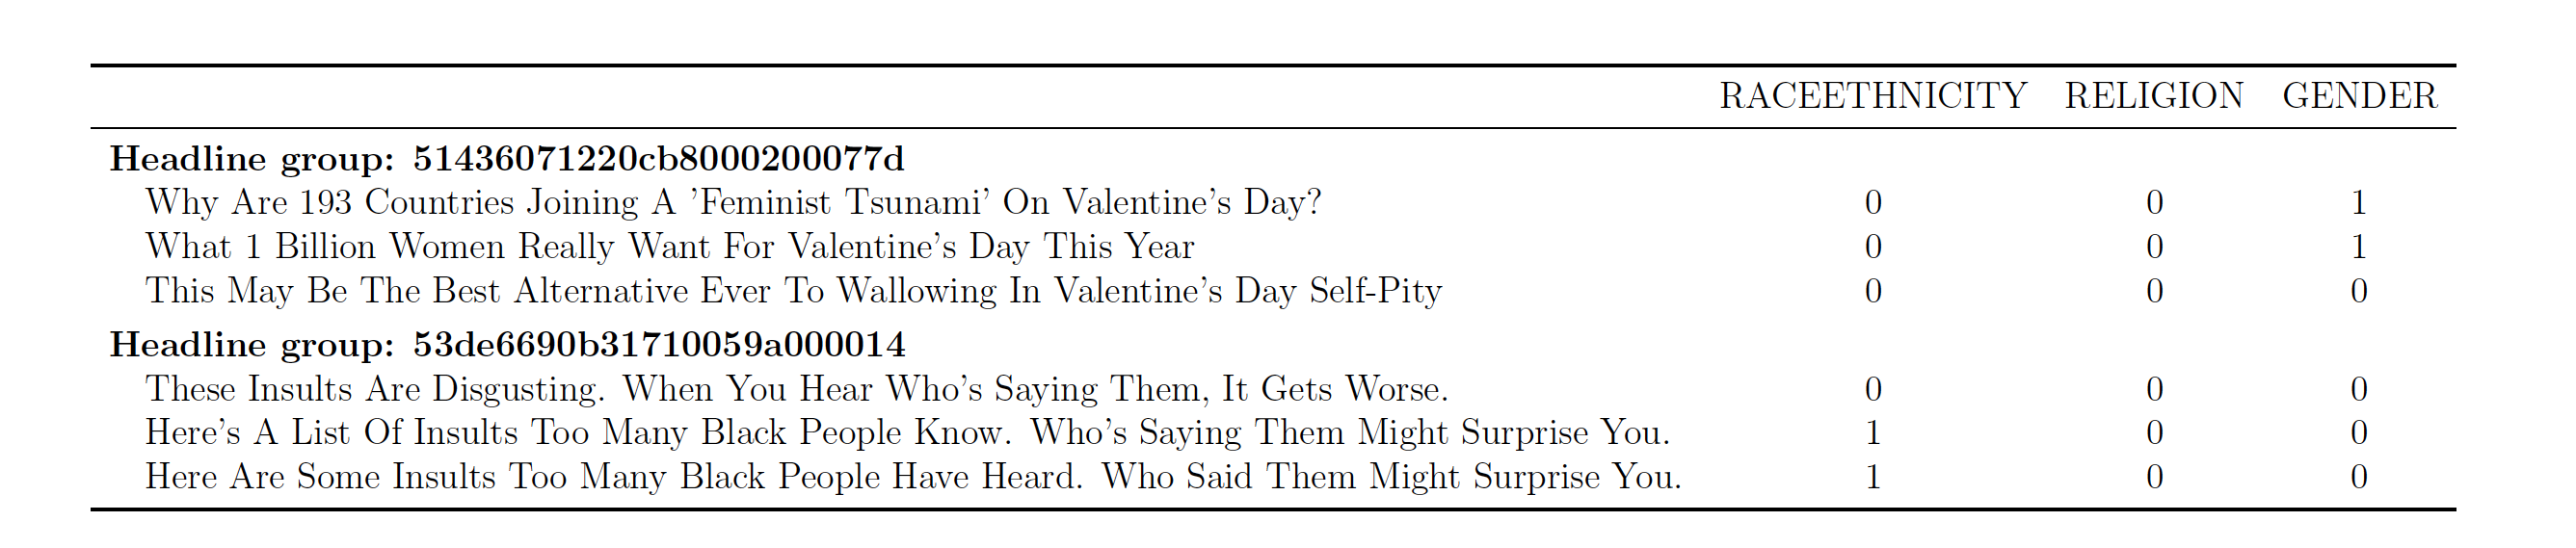 RACEETHNICITY RELIGION GENDER
Headline group: 51436071220cb8000200077d
Why Are 193 Countries Joining A ’Feminist Tsunami’ On Valentine’s Day? 0 0 1
What 1 Billion Women Really Want For Valentine’s Day This Year 0 0 1
This May Be The Best Alternative Ever To Wallowing In Valentine’s Day Self-Pity 0 0 0
Headline group: 53de6690b31710059a000014
These Insults Are Disgusting. When You Hear Who’s Saying Them, It Gets Worse. 0 0 0
Here’s A List Of Insults Too Many Black People Know. Who’s Saying Them Might Surprise You. 1 0 0
Here Are Some Insults Too Many Black People Have Heard. Who Said Them Might Surprise You. 1 0 0